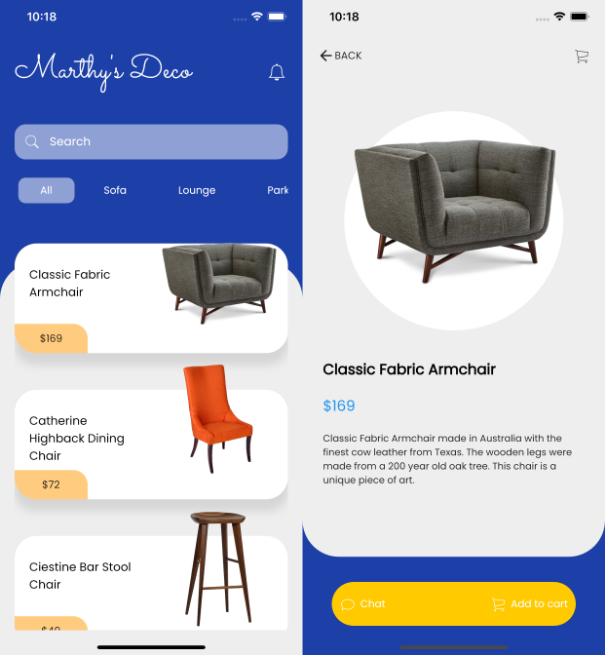 10:18
Marthy's Deco
Search
All Sofa Lounge Park
Classic Fabric
Armchair
$169
Catherine
Highback Dining
Chair
$72
Ciestine Bar Stool
Chair
10:18
BACK
Classic Fabric Armchair
$169
Classic Fabric Armchair made in Australia with the
finest cow leather from Texas. The wooden legs were
made from a 200 year old oak tree. This chair is a
unique piece of art.
Chat Add to cart